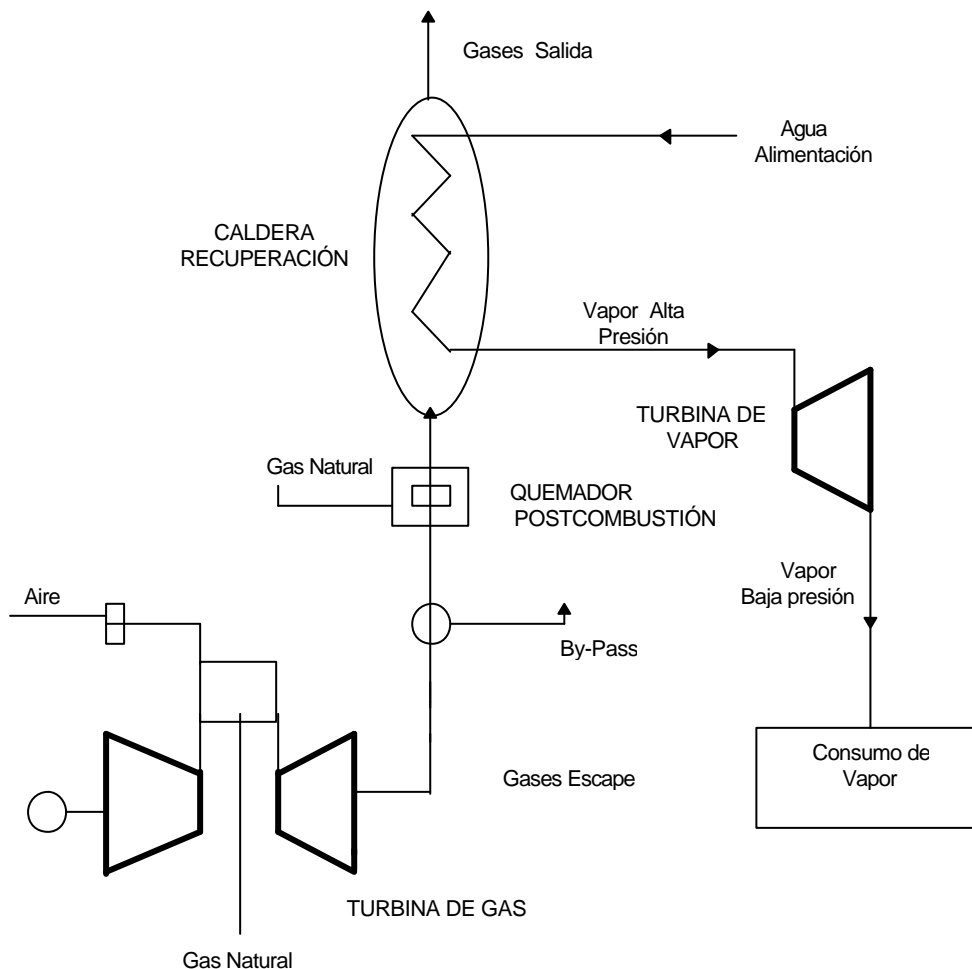 Gases Salida
Agua
Alimentación
CALDERA
RECUPERACIÓN
Vapor Alta
Presión
TURBINA DE
VAPOR
Gas Natural
QUEMADOR
POSTCOMBUSTIÓN
Vapor
Baja presión
Aire
By-Pass
Consumo de
Vapor
Gases Escape
TURBINA DE GAS
Gas Natural